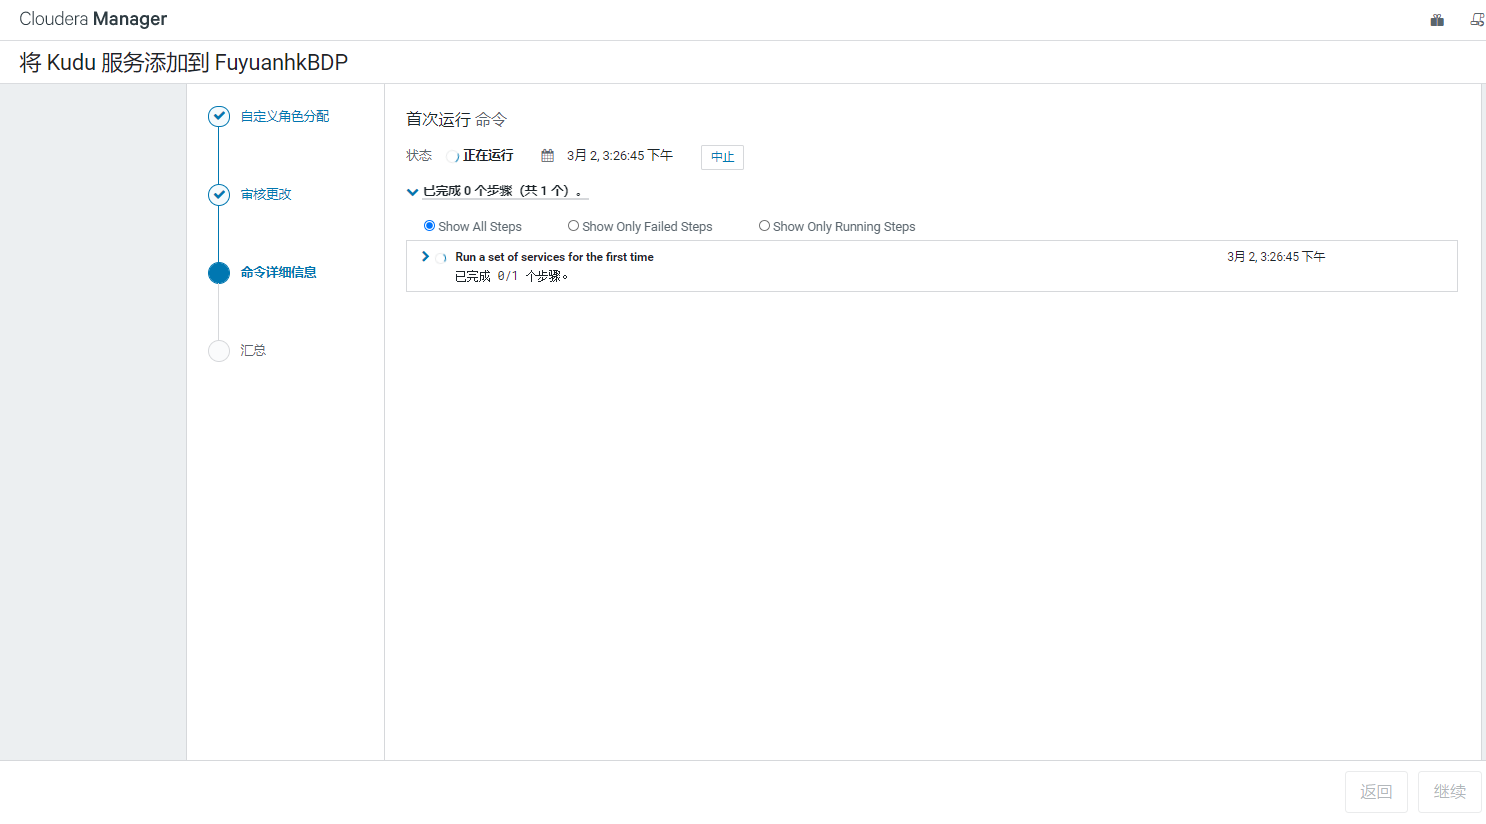 Cloudera Manager
将 Kudu 服务添加到 FuyuanhkBDP
自定义角色分配
审核更改
命令详细信息
汇总
首次运行 命令
状态 正在运行 3月 2, 3:26:45 下午 中止
已完成 0 个步骤（共 1 个）。
Show All Steps Show Only Failed Steps Show Only Running Steps
Run a set of services for the first time 3月 2, 3:26:45 下午
已完成 0/1 个步骤。
返回 继续